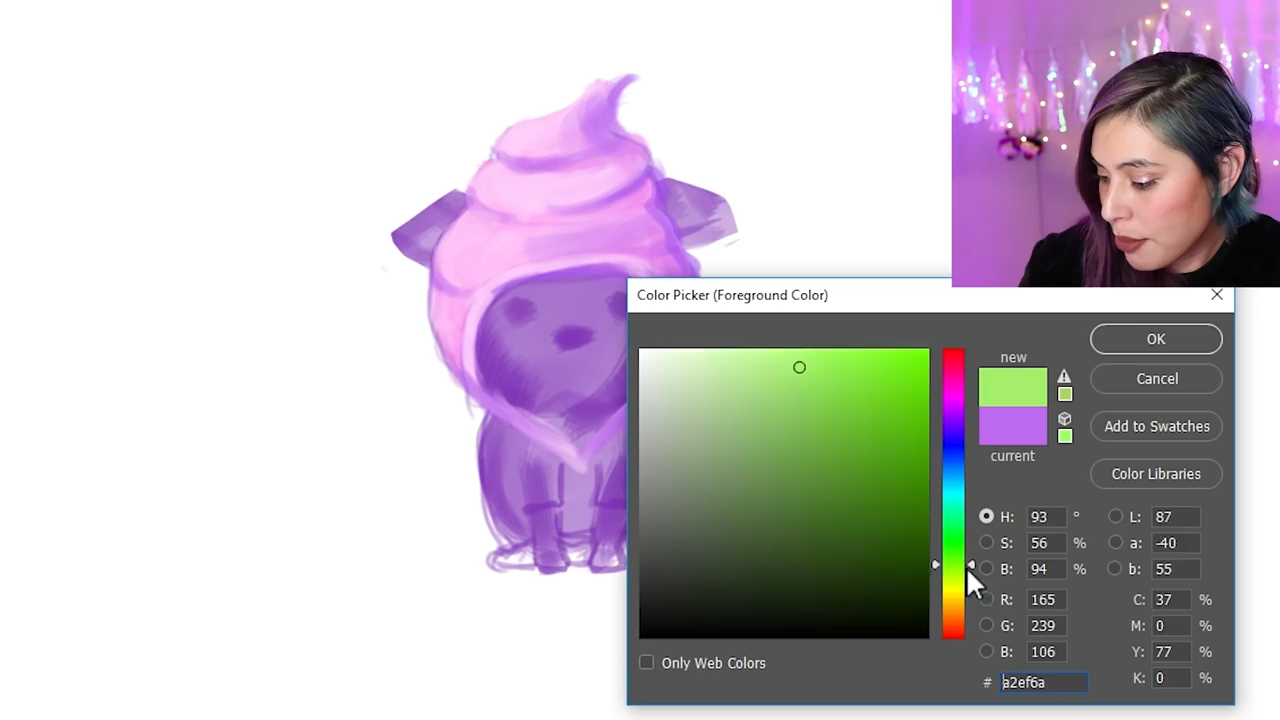 Color Picker (Foreground Color)
new
OK
Cancel
Add to Swatches
current
Color Libraries
H: 93 ° L: 87
S: 56 % a: -40
B: 94 % b: 55
R: 165 C: 37 %
G: 239 M: 0 %
B: 106 Y: 77 %
Only Web Colors
# a2ef6a K: 0 %